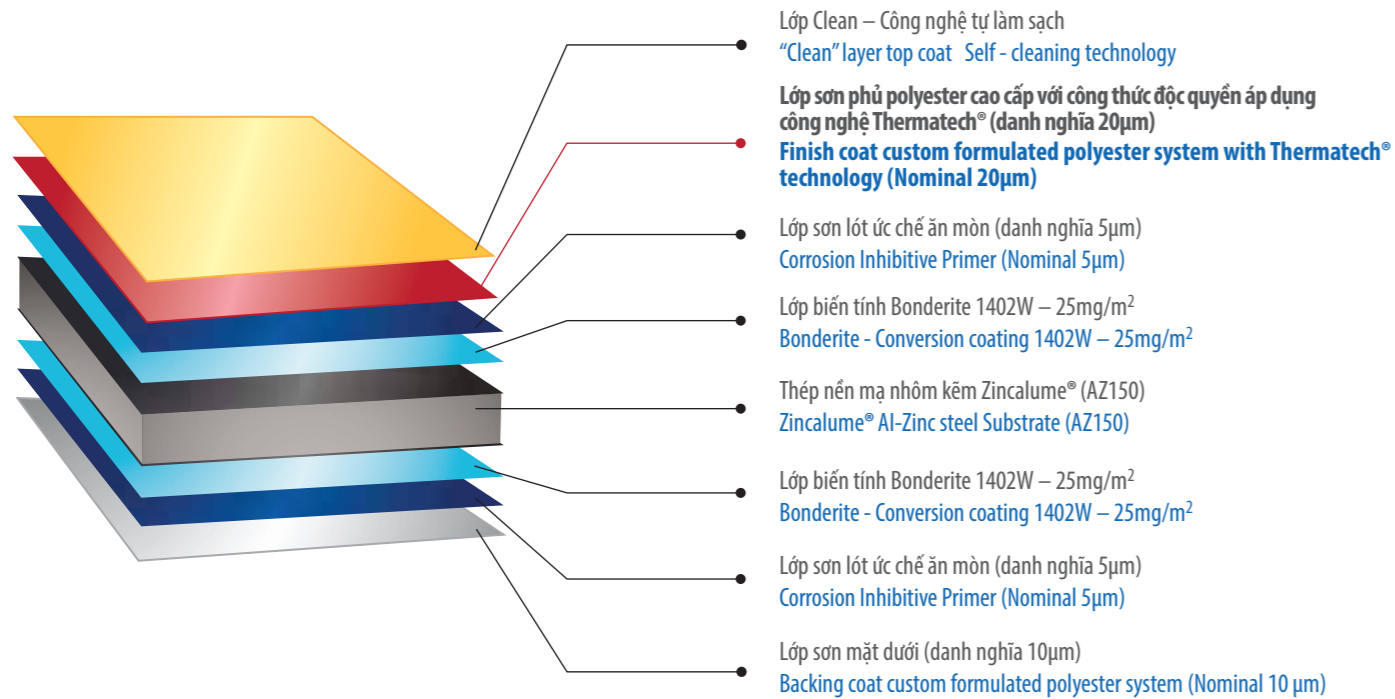 Lớp Clean – Công nghệ tự làm sạch
“Clean” layer top coat Self - cleaning technology
Lớp sơn phủ polyester cao cấp với công thức độc quyền áp dụng
công nghệ Thermatech® (danh nghĩa 20µm)
Finish coat custom formulated polyester system with Thermatech®
technology (Nominal 20µm)
Lớp sơn lót ức chế ăn mòn (danh nghĩa 5µm)
Corrosion Inhibitive Primer (Nominal 5µm)
Lớp biến tính Bonderite 1402W – 25mg/m²
Bonderite - Conversion coating 1402W – 25mg/m²
Thép nền mạ nhôm kẽm Zincalume® (AZ150)
Zincalume® Al-Zinc steel Substrate (AZ150)
Lớp biến tính Bonderite 1402W – 25mg/m²
Bonderite - Conversion coating 1402W – 25mg/m²
Lớp sơn lót ức chế ăn mòn (danh nghĩa 5µm)
Corrosion Inhibitive Primer (Nominal 5µm)
Lớp sơn mặt dưới (danh nghĩa 10µm)
Backing coat custom formulated polyester system (Nominal 10 µm)